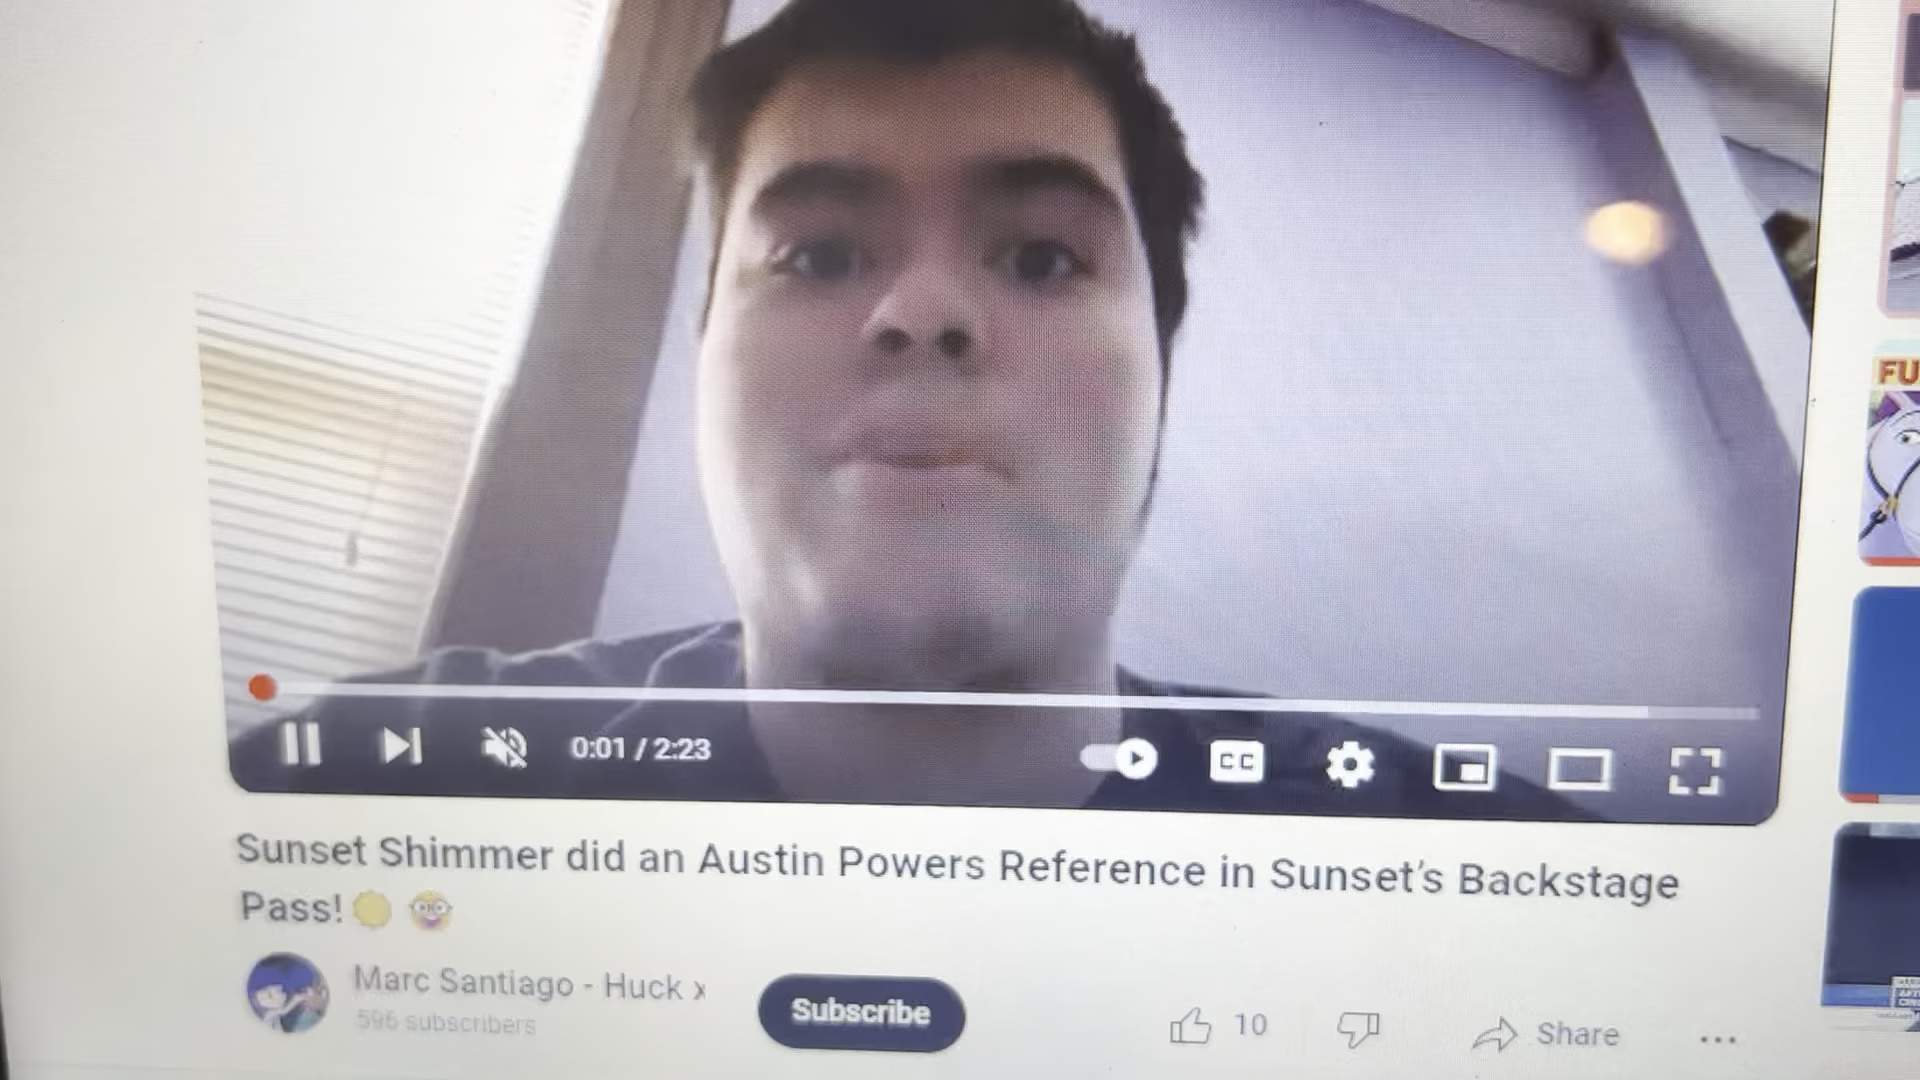 FU
0:01 / 2:23
CC
Sunset Shimmer did an Austin Powers Reference in Sunset's Backstage
Pass!
Marc Santiago - Huck x
596 subscribers
Subscribe
10
Share